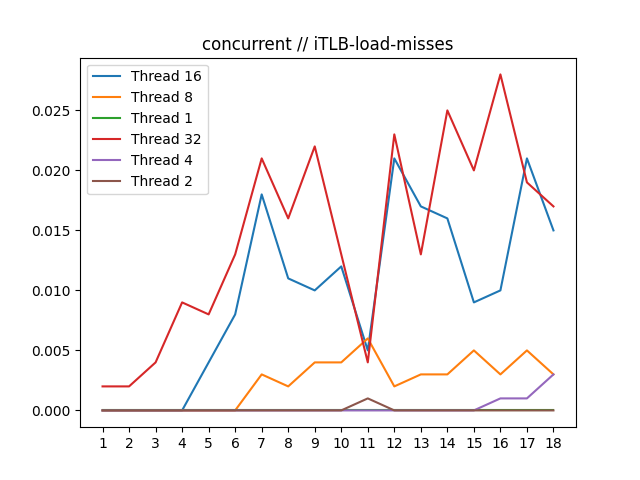 concurrent // iTLB-load-misses
Thread 16
Thread 8
Thread 1
Thread 32
Thread 4
Thread 2
0.025
0.020
0.015
0.010
0.005
0.000
1 2 3 4 5 6 7 8 9 10 11 12 13 14 15 16 17 18